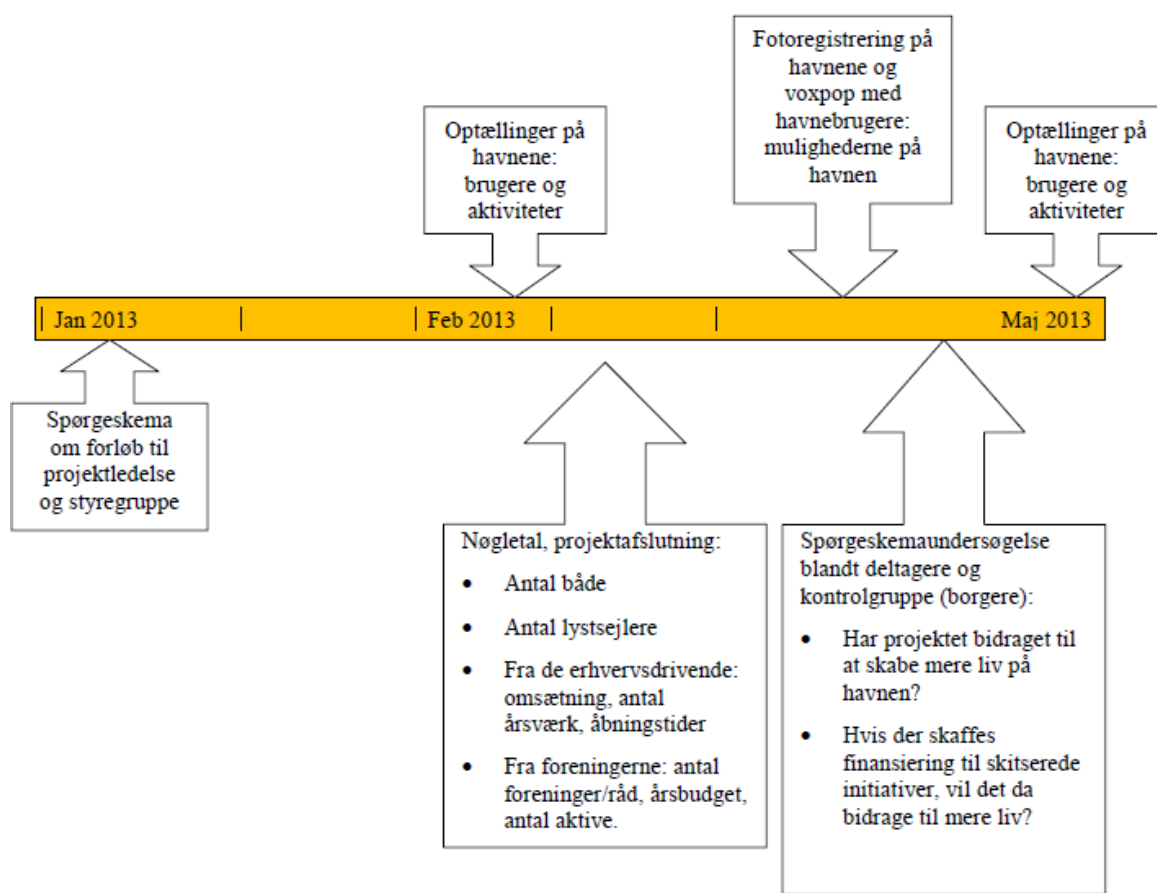 Optællinger på
havnene:
brugere og
aktiviteter
Fotoregistrering på
havnene og
voxpop med
havnebrugere:
mulighederne på
havnen
Optællinger på
havnene:
brugere og
aktiviteter
Jan 2013
Feb 2013
Maj 2013
Spørgeskema
om forløb til
projektledelse
og styregruppe
Nøgletal, projektafslutning:
• Antal både
• Antal lystsejlere
• Fra de erhvervsdrivende:
omsætning, antal
årsværk, åbningstider
• Fra foreningerne: antal
foreninger/råd, årsbudget,
antal aktive.
Spørgeskemaundersøgelse
blandt deltagere og
kontrolgruppe (borgere):
• Har projektet bidraget til
at skabe mere liv på
havnen?
• Hvis der skaffes
finansiering til skitserede
initiativer, vil det da
bidrage til mere liv?